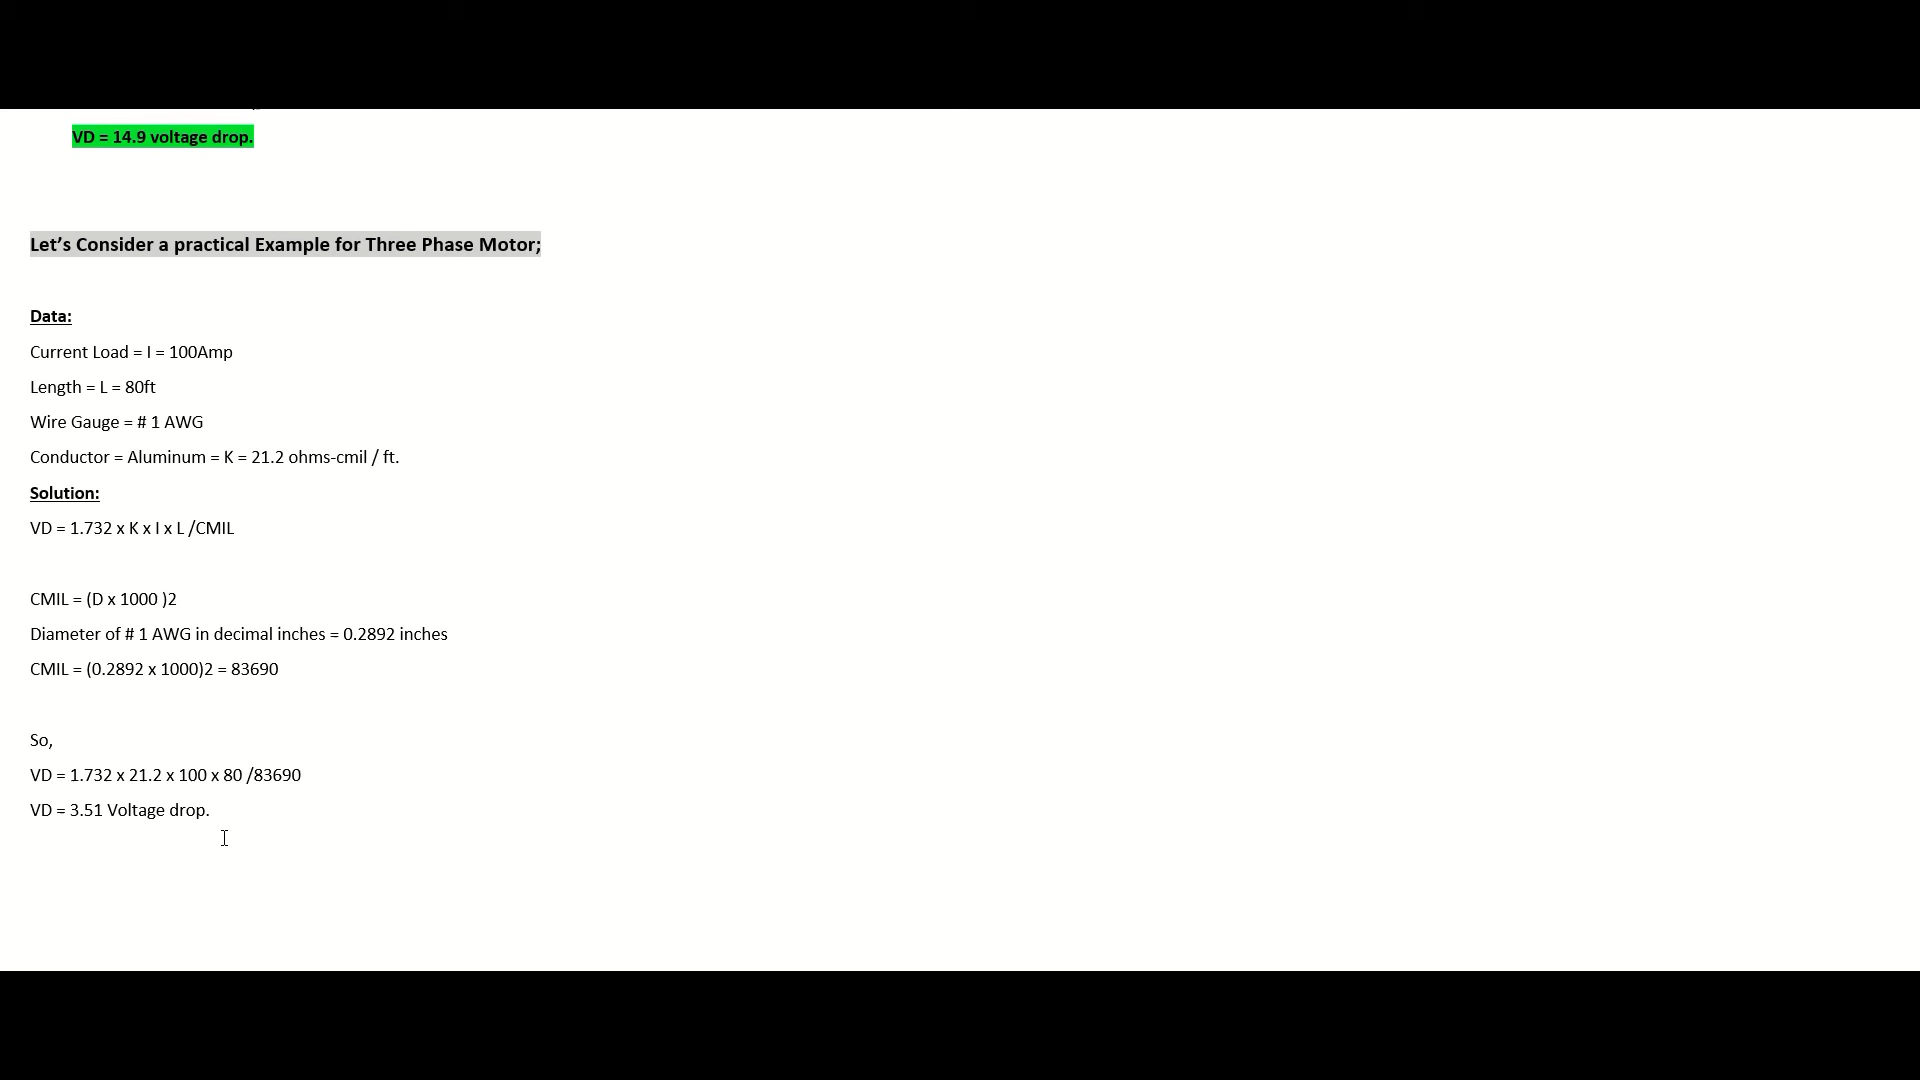 VD = 14.9 voltage drop.
Let’s Consider a practical Example for Three Phase Motor;
Data:
Current Load = I = 100Amp
Length = L = 80ft
Wire Gauge = # 1 AWG
Conductor = Aluminum = K = 21.2 ohms-cmil / ft.
Solution:
VD = 1.732 x K x I x L /CMIL
CMIL = (D x 1000 )2
Diameter of # 1 AWG in decimal inches = 0.2892 inches
CMIL = (0.2892 x 1000)2 = 83690
So,
VD = 1.732 x 21.2 x 100 x 80 /83690
VD = 3.51 Voltage drop.